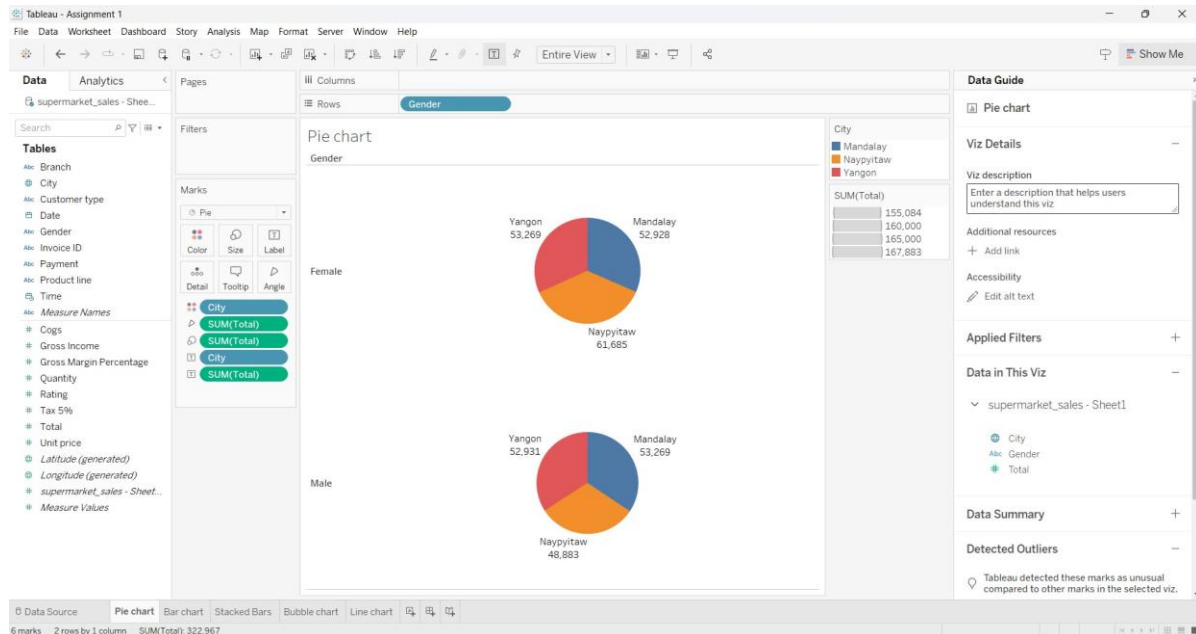 Tableau - Assignment 1
File Data Worksheet Dashboard Story Analysis Map Format Server Window Help
Entire View
Show Me
Data Analytics
supermarket_sales - Shee...
Search
Tables
Abc Branch
City
Abc Customer type
Date
Abc Gender
Abc Invoice ID
Abc Payment
Abc Product line
Time
Abc Measure Names
# Cogs
# Gross Income
# Gross Margin Percentage
# Quantity
# Rating
# Tax 5%
# Total
# Unit price
Latitude (generated)
Longitude (generated)
# supermarket_sales - Sheet...
# Measure Values
Pages
Filters
Marks
Pie
Color Size Label
Detail Tooltip Angle
City
SUM(Total)
SUM(Total)
City
SUM(Total)
Columns
Rows Gender
Pie chart
Gender
Female
Yangon
53,269
Mandalay
52,928
Naypyitaw
61,685
Male
Yangon
52,931
Mandalay
53,269
Naypyitaw
48,883
City
Mandalay
Naypyitaw
Yangon
SUM(Total)
155,084
160,000
165,000
167,883
Data Guide
Pie chart
Viz Details
Viz description
Enter a description that helps users
understand this viz
Additional resources
+ Add link
Accessibility
Edit alt text
Applied Filters
Data in This Viz
supermarket_sales - Sheet1
City
Abc Gender
# Total
Data Summary
Detected Outliers
Tableau detected these marks as unusual
compared to other marks in the selected viz.
Data Source Pie chart Bar chart Stacked Bars Bubble chart Line chart
6 marks 2 rows by 1 column SUM(Total): 322,967